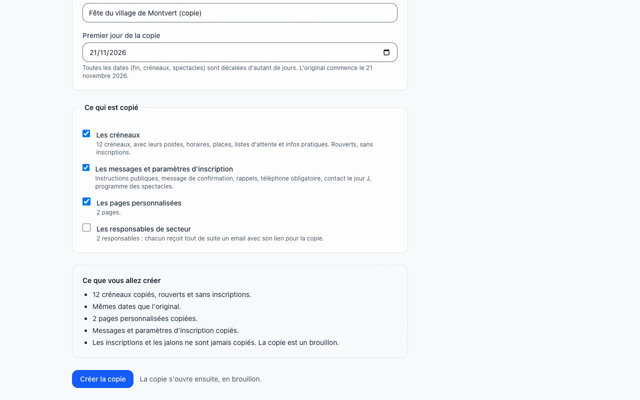 Fête du village de Montvert (copie)
Premier jour de la copie
21/11/2026
Toutes les dates (fin, créneaux, spectacles) sont décalées d'autant de jours. L'original commence le 21
novembre 2026.
Ce qui est copié
Les créneaux
12 créneaux, avec leurs postes, horaires, places, listes d'attente et infos pratiques. Rouverts, sans
inscriptions.
Les messages et paramètres d'inscription
Instructions publiques, message de confirmation, rappels, téléphone obligatoire, contact le jour J,
programme des spectacles.
Les pages personnalisées
2 pages.
Les responsables de secteur
2 responsables : chacun reçoit tout de suite un email avec son lien pour la copie.
Ce que vous allez créer
12 créneaux copiés, rouverts et sans inscriptions.
Mêmes dates que l'original.
2 pages personnalisées copiées.
Messages et paramètres d'inscription copiés.
Les inscriptions et les jalons ne sont jamais copiés. La copie est un brouillon.
Créer la copie La copie s'ouvre ensuite, en brouillon.